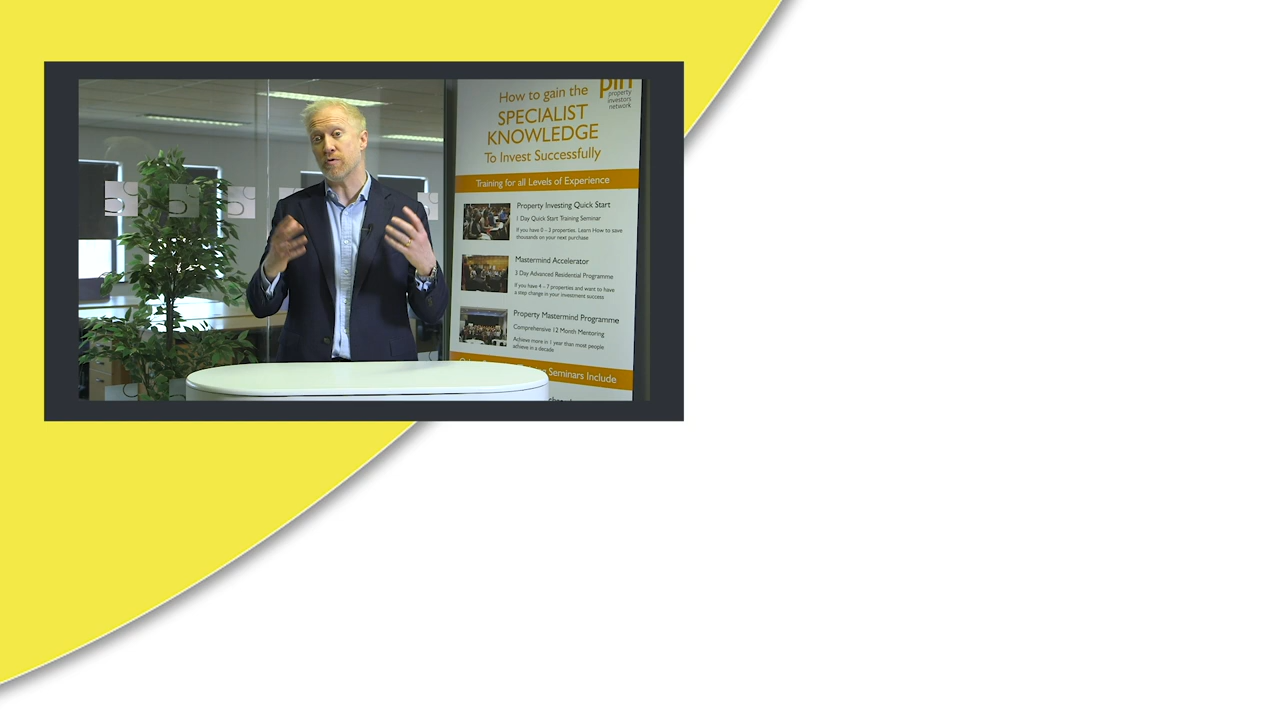 pin
property
investors
network
How to gain the
SPECIALIST
KNOWLEDGE
To Invest Successfully
Training for all Levels of Experience
Property Investing Quick Start
1 Day Quick Start Training Seminar
If you have 0 - 3 properties. Learn How to save
thousands on your next purchase
Mastermind Accelerator
3 Day Advanced Residential Programme
If you have 4 - 7 properties and want to have
a step change in your investment success
Property Mastermind Programme
Comprehensive 12 Month Mentoring
Achieve more in 1 year than most people
achieve in a decade
Seminars Include